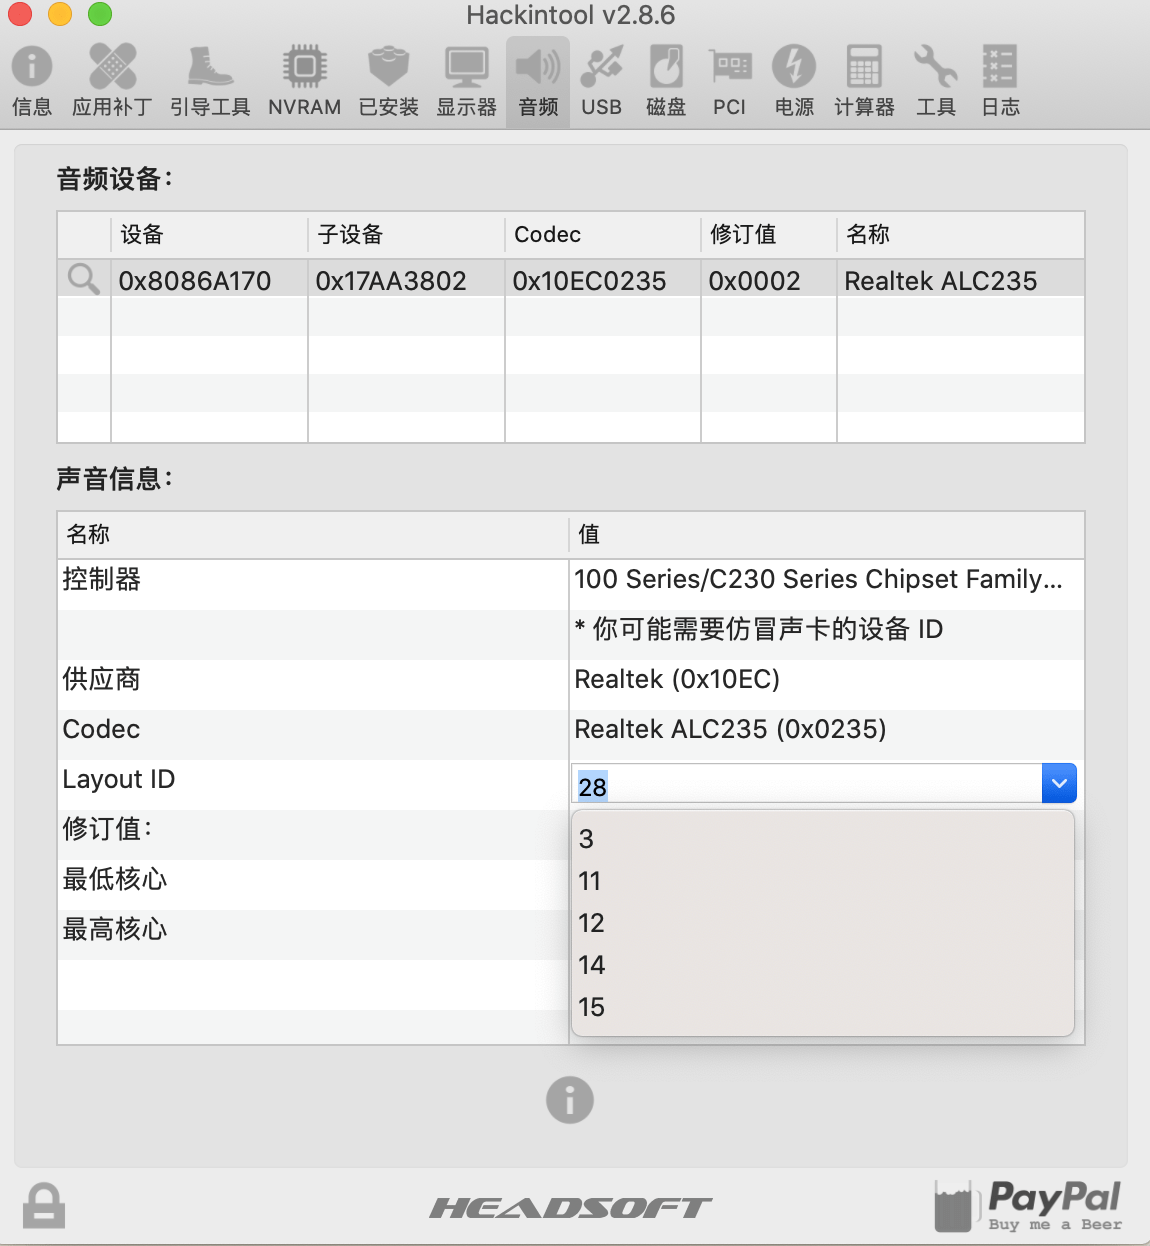 Hackintool v2.8.6
信息 应用补丁 引导工具 NVRAM 已安装 显示器 音频 USB 磁盘 PCI 电源 计算器 工具 日志
音频设备：
设备 子设备 Codec 修订值 名称
0x8086A170 0x17AA3802 0x10EC0235 0x0002 Realtek ALC235
声音信息：
名称 值
控制器 100 Series/C230 Series Chipset Family...
* 你可能需要仿冒声卡的设备 ID
供应商 Realtek (0x10EC)
Codec Realtek ALC235 (0x0235)
Layout ID 28
修订值： 3
11
最低核心
12
最高核心
14
15
HEADSOFT
PayPal
Buy me a Beer